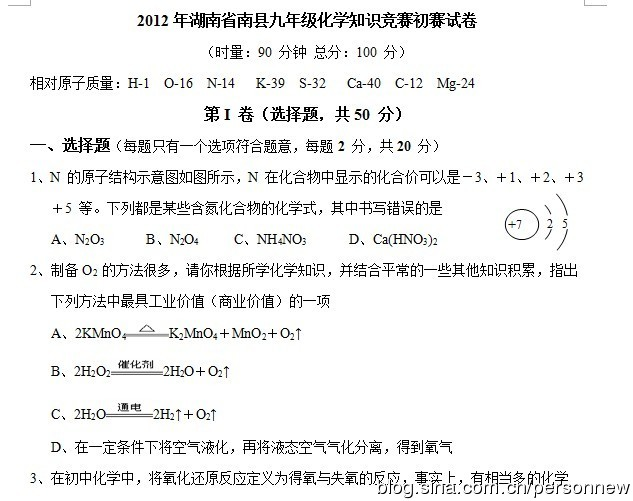 2012年湖南省南县九年级化学知识竞赛初赛试卷
（时量：90 分钟 总分：100 分）
相对原子质量：H-1 O-16 N-14 K-39 S-32 Ca-40 C-12 Mg-24
第 I 卷（选择题，共50 分）
一、选择题（每题只有一个选项符合题意，每题 2 分，共 20 分）
1、N 的原子结构示意图如图所示，N 在化合物中显示的化合价可以是－3、＋1、＋2、＋3
＋5 等。下列都是某些含氮化合物的化学式，其中书写错误的是
+7 2 5
A、N₂O₃ B、N₂O₄ C、NH₄NO₃ D、Ca(HNO₃)₂
2、制备 O₂ 的方法很多，请你根据所学化学知识，并结合平常的一些其他知识积累，指出
下列方法中最具工业价值（商业价值）的一项
A、2KMnO₄ ══△══ K₂MnO₄＋MnO₂＋O₂↑
B、2H₂O₂ ══催化剂══ 2H₂O＋O₂↑
C、2H₂O ══通电══ 2H₂↑＋O₂↑
D、在一定条件下将空气液化，再将液态空气气化分离，得到氧气
3、在初中化学中，将氧化还原反应定义为得氧与失氧的反应，事实上，有相当多的化学
blog.sina.com.cn/personnew